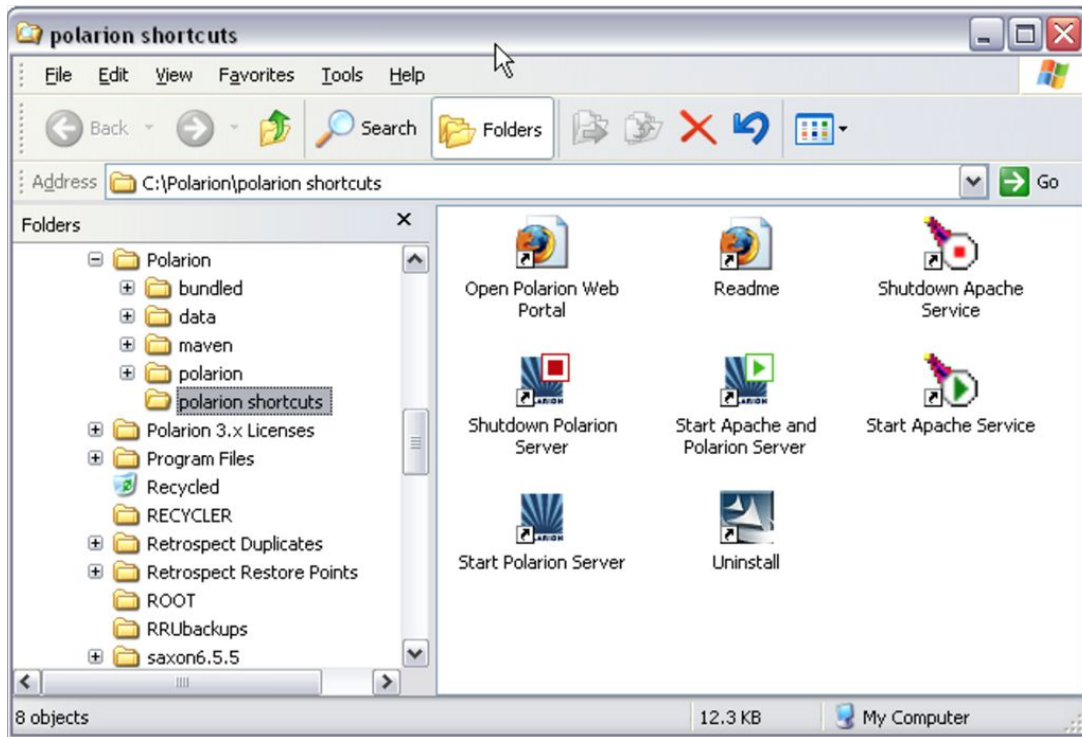 polarion shortcuts
File Edit View Favorites Tools Help
Back Search Folders
Address C:\Polarion\polarion shortcuts Go
Folders
Polarion
bundled
data
maven
polarion
polarion shortcuts
Polarion 3.x Licenses
Program Files
Recycled
RECYCLER
Retrospect Duplicates
Retrospect Restore Points
ROOT
RRUbackups
saxon6.5.5
Open Polarion Web
Portal
Readme
Shutdown Apache
Service
Shutdown Polarion
Server
Start Apache and
Polarion Server
Start Apache Service
Start Polarion Server
Uninstall
8 objects 12.3 KB My Computer